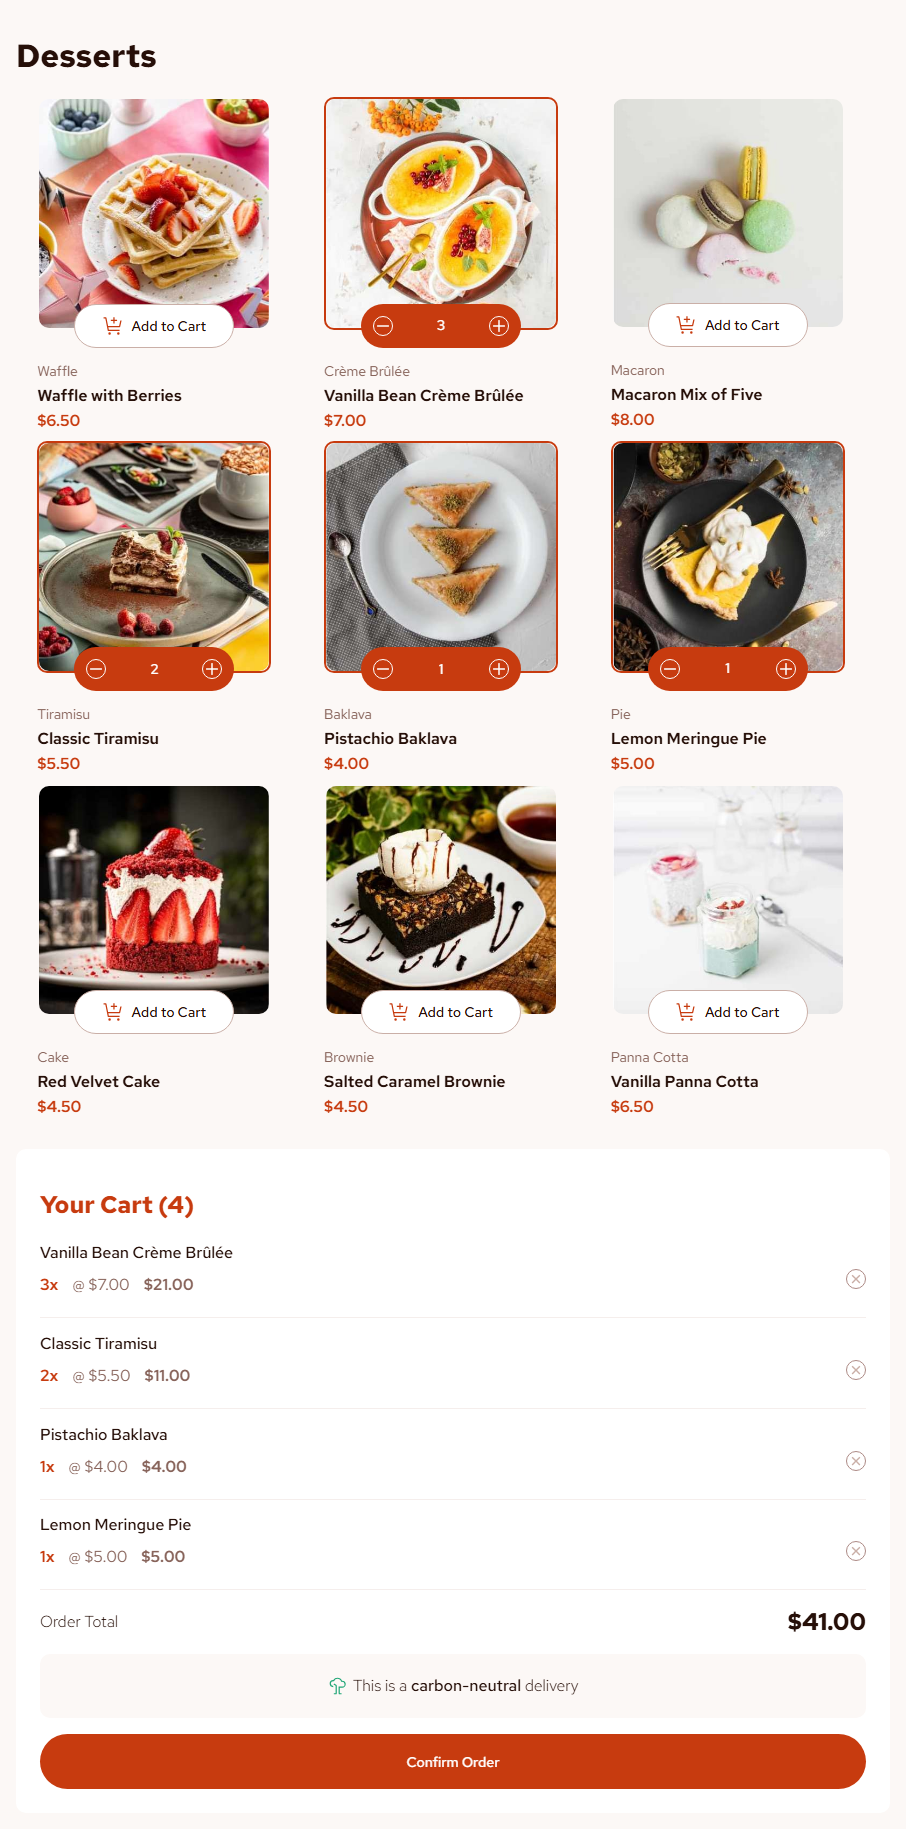 Desserts
Add to Cart
3
Add to Cart
Waffle
Crème Brûlée
Macaron
Waffle with Berries
Vanilla Bean Crème Brûlée
Macaron Mix of Five
$6.50
$7.00
$8.00
2
1
1
Tiramisu
Baklava
Pie
Classic Tiramisu
Pistachio Baklava
Lemon Meringue Pie
$5.50
$4.00
$5.00
Add to Cart
Add to Cart
Add to Cart
Cake
Brownie
Panna Cotta
Red Velvet Cake
Salted Caramel Brownie
Vanilla Panna Cotta
$4.50
$4.50
$6.50
Your Cart (4)
Vanilla Bean Crème Brûlée
3x @ $7.00 $21.00
Classic Tiramisu
2x @ $5.50 $11.00
Pistachio Baklava
1x @ $4.00 $4.00
Lemon Meringue Pie
1x @ $5.00 $5.00
Order Total $41.00
This is a carbon-neutral delivery
Confirm Order